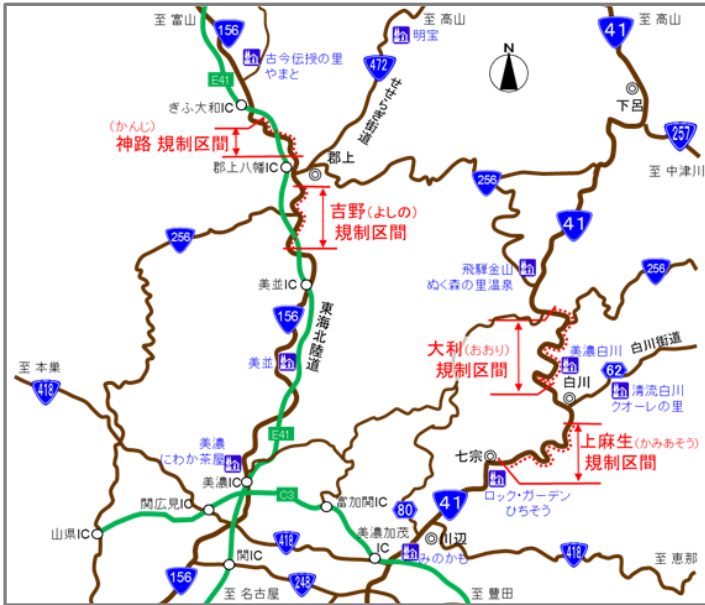 至 富山
156
古今伝授の里
やまと
E41
ぎふ大和IC
(かんじ)
神路 規制区間
郡上八幡IC
至 高山
明宝
472
せせらぎ街道
郡上
N
41
至 高山
下呂
257
至 中津川
256
41
吉野(よしの)
規制区間
256
美並IC
飛騨金山
ぬく森の里温泉
256
156
東海北陸道
美並
大利(おおり)
規制区間
美濃白川
白川街道
62
白川
清流白川
クオーレの里
至 本巣
418
E41
美濃
にわか茶屋
美濃IC
上麻生(かみあそう)
規制区間
七宗
ロック・ガーデン
ひちそう
C3
関広見IC
富加関IC
80
41
山県IC
418
美濃加茂
IC
川辺
みのかも
418
至 恵那
関IC
156
248
至 名古屋
至 豊田